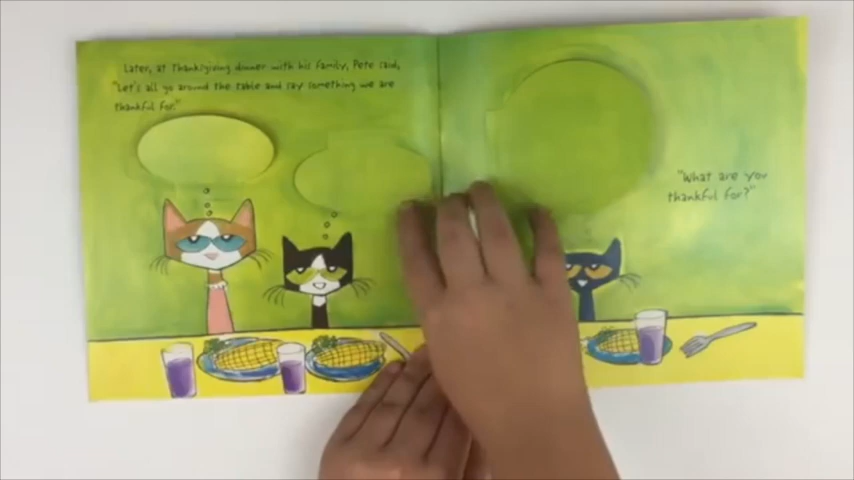 Later, at Thanksgiving dinner with his family, Pete said,
"Let's all go around the table and say something we are
thankful for."
"What are you
thankful for?"